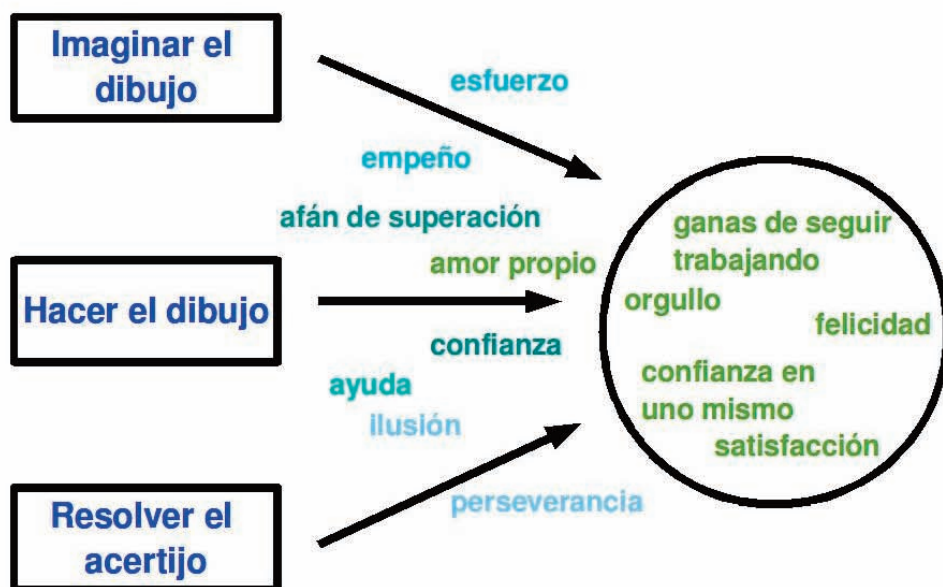 Imaginar el
dibujo
esfuerzo
empeño
afán de superación
amor propio
Hacer el dibujo
confianza
ayuda
ilusión
perseverancia
Resolver el
acertijo
ganas de seguir
trabajando
orgullo
felicidad
confianza en
uno mismo
satisfacción